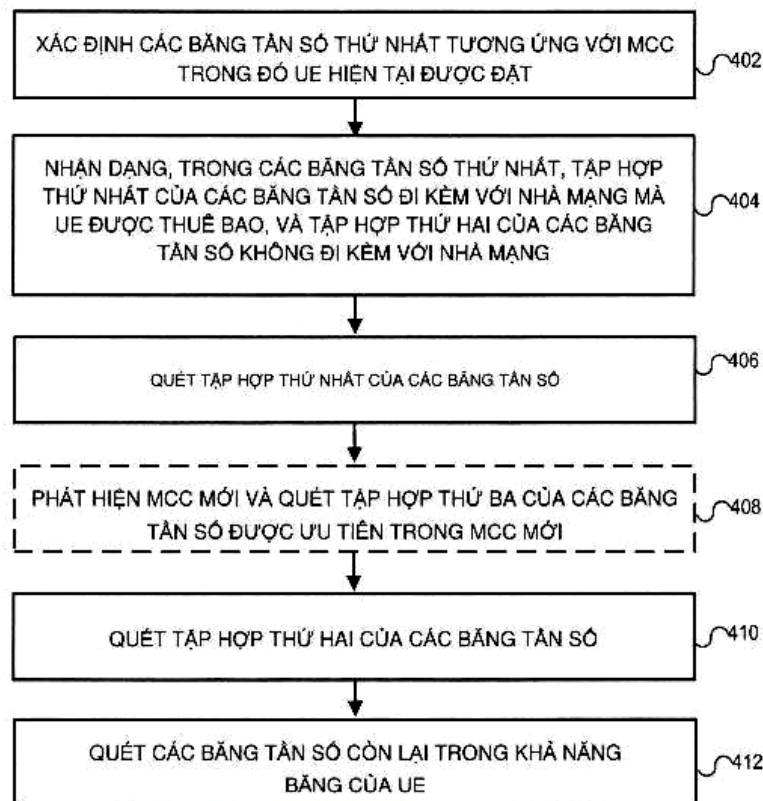 XÁC ĐỊNH CÁC BĂNG TẦN SỐ THỨ NHẤT TƯƠNG ỨNG VỚI MCC
TRONG ĐÓ UE HIỆN TẠI ĐƯỢC ĐẶT
402
NHẬN DẠNG, TRONG CÁC BĂNG TẦN SỐ THỨ NHẤT, TẬP HỢP
THỨ NHẤT CỦA CÁC BĂNG TẦN SỐ ĐI KÈM VỚI NHÀ MẠNG MÀ
UE ĐƯỢC THUÊ BAO, VÀ TẬP HỢP THỨ HAI CỦA CÁC BĂNG
TẦN SỐ KHÔNG ĐI KÈM VỚI NHÀ MẠNG
404
QUÉT TẬP HỢP THỨ NHẤT CỦA CÁC BĂNG TẦN SỐ
406
PHÁT HIỆN MCC MỚI VÀ QUÉT TẬP HỢP THỨ BA CỦA CÁC BĂNG
TẦN SỐ ĐƯỢC ƯU TIÊN TRONG MCC MỚI
408
QUÉT TẬP HỢP THỨ HAI CỦA CÁC BĂNG TẦN SỐ
410
QUÉT CÁC BĂNG TẦN SỐ CÒN LẠI TRONG KHẢ NĂNG
BĂNG CỦA UE
412